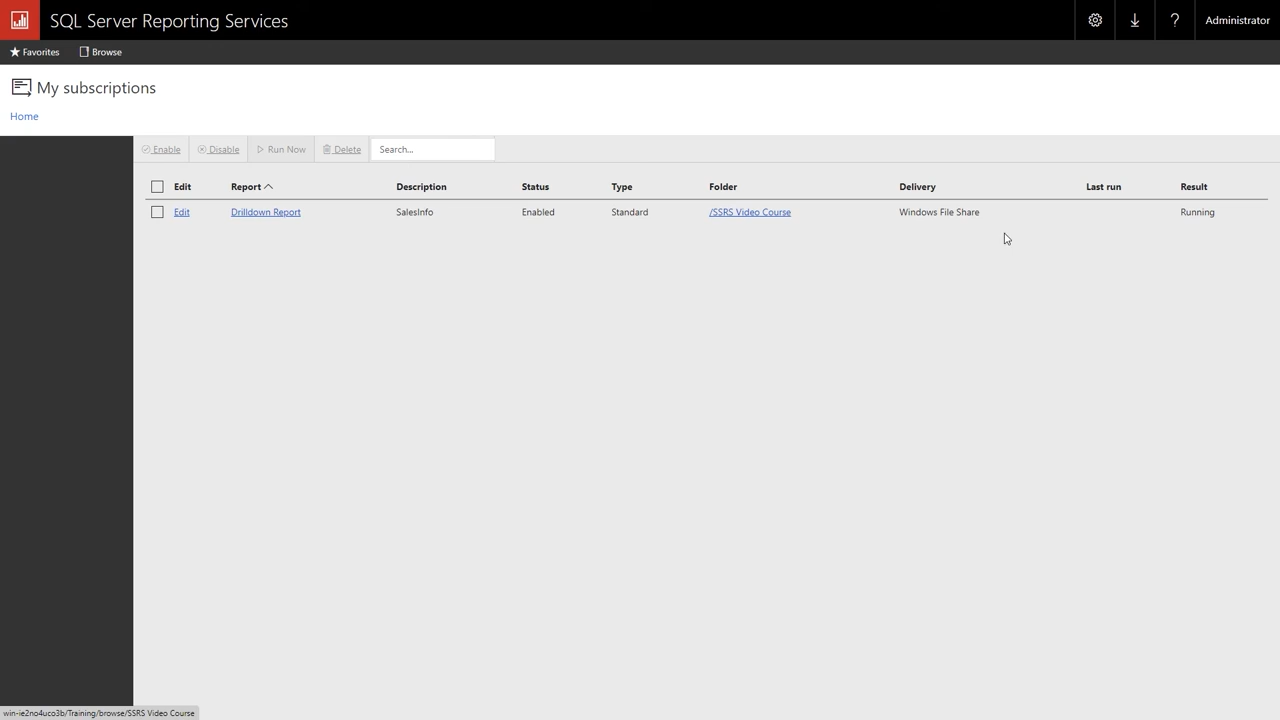 SQL Server Reporting Services
? Administrator
Favorites Browse
My subscriptions
Home
Enable Disable Run Now Delete Search...
Edit Report Description Status Type Folder Delivery Last run Result
Edit Drilldown Report SalesInfo Enabled Standard /SSRS Video Course Windows File Share Running
win-ie2no4uco3b/Training/browse/SSRS Video Course